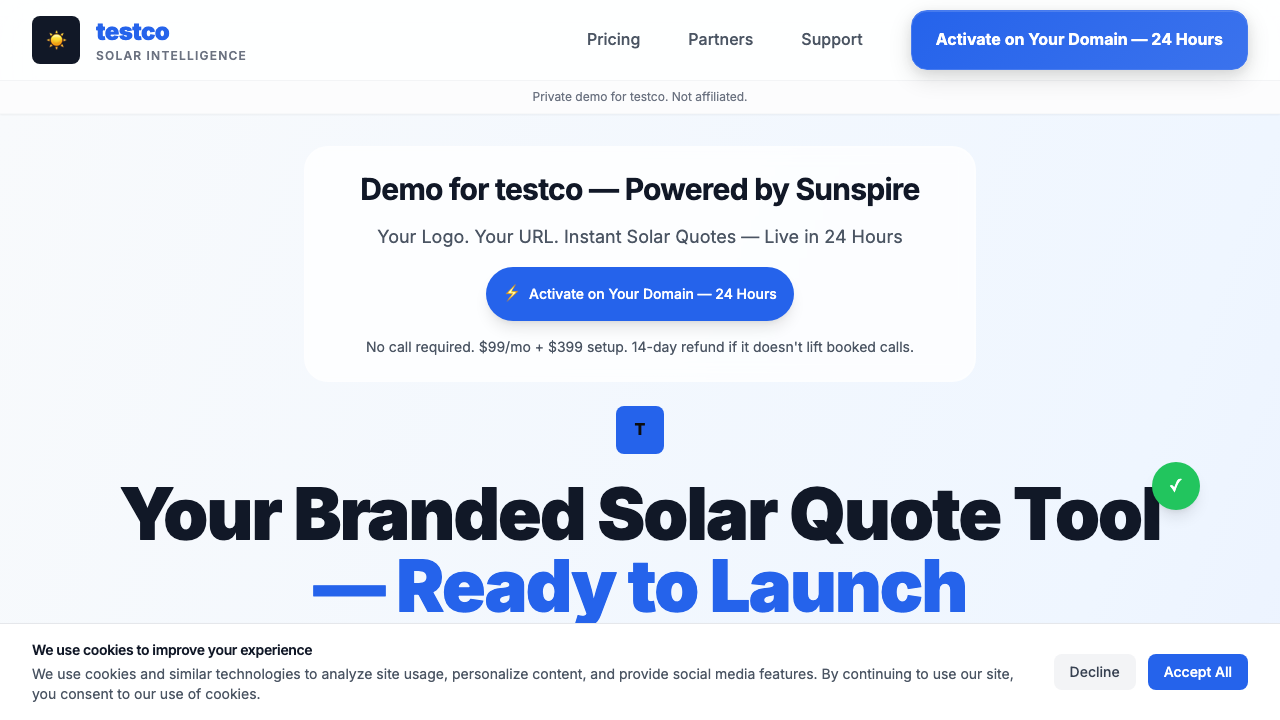 testco
SOLAR INTELLIGENCE
Pricing
Partners
Support
Activate on Your Domain — 24 Hours
Private demo for testco. Not affiliated.
Demo for testco — Powered by Sunspire
Your Logo. Your URL. Instant Solar Quotes — Live in 24 Hours
⚡ Activate on Your Domain — 24 Hours
No call required. $99/mo + $399 setup. 14-day refund if it doesn't lift booked calls.
T
Your Branded Solar Quote Tool
✓
— Ready to Launch
We use cookies to improve your experience
We use cookies and similar technologies to analyze site usage, personalize content, and provide social media features. By continuing to use our site,
you consent to our use of cookies.
Decline
Accept All